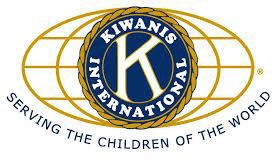 KIWANIS
K
INTERNATIONAL
®
SERVING THE CHILDREN OF THE WORLD